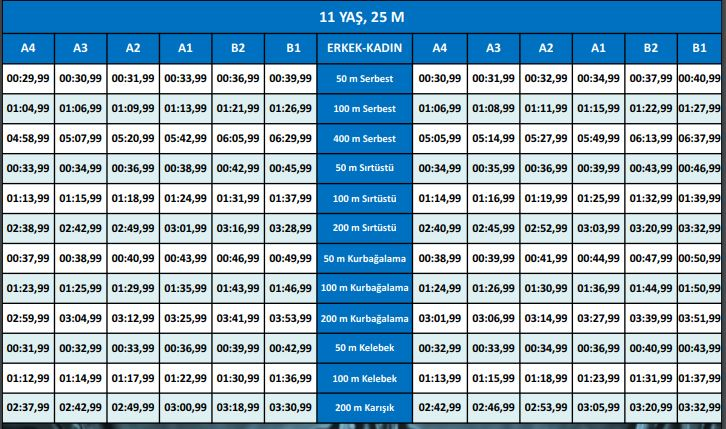 11 YAŞ, 25 M
A4 A3 A2 A1 B2 B1 ERKEK-KADIN A4 A3 A2 A1 B2 B1
00:29,99 00:30,99 00:31,99 00:33,99 00:36,99 00:39,99 50 m Serbest 00:30,99 00:31,99 00:32,99 00:34,99 00:37,99 00:40,99
01:04,99 01:06,99 01:09,99 01:13,99 01:21,99 01:26,99 100 m Serbest 01:06,99 01:08,99 01:11,99 01:15,99 01:22,99 01:27,99
04:58,99 05:07,99 05:20,99 05:42,99 06:05,99 06:29,99 400 m Serbest 05:05,99 05:14,99 05:27,99 05:49,99 06:13,99 06:37,99
00:33,99 00:34,99 00:36,99 00:38,99 00:42,99 00:45,99 50 m Sırtüstü 00:34,99 00:35,99 00:36,99 00:39,99 00:43,99 00:46,99
01:13,99 01:15,99 01:18,99 01:24,99 01:31,99 01:37,99 100 m Sırtüstü 01:14,99 01:16,99 01:19,99 01:25,99 01:32,99 01:39,99
02:38,99 02:42,99 02:49,99 03:01,99 03:16,99 03:28,99 200 m Sırtüstü 02:40,99 02:45,99 02:52,99 03:03,99 03:20,99 03:32,99
00:37,99 00:38,99 00:40,99 00:43,99 00:46,99 00:49,99 50 m Kurbağalama 00:38,99 00:39,99 00:41,99 00:44,99 00:47,99 00:50,99
01:23,99 01:25,99 01:29,99 01:35,99 01:43,99 01:46,99 100 m Kurbağalama 01:24,99 01:26,99 01:30,99 01:36,99 01:44,99 01:50,99
02:59,99 03:04,99 03:12,99 03:25,99 03:41,99 03:53,99 200 m Kurbağalama 03:01,99 03:06,99 03:14,99 03:27,99 03:39,99 03:51,99
00:31,99 00:32,99 00:33,99 00:36,99 00:39,99 00:42,99 50 m Kelebek 00:32,99 00:33,99 00:34,99 00:36,99 00:40,99 00:43,99
01:12,99 01:14,99 01:17,99 01:22,99 01:30,99 01:36,99 100 m Kelebek 01:13,99 01:15,99 01:18,99 01:23,99 01:31,99 01:37,99
02:37,99 02:42,99 02:49,99 03:00,99 03:18,99 03:30,99 200 m Karışık 02:42,99 02:46,99 02:53,99 03:05,99 03:20,99 03:32,99